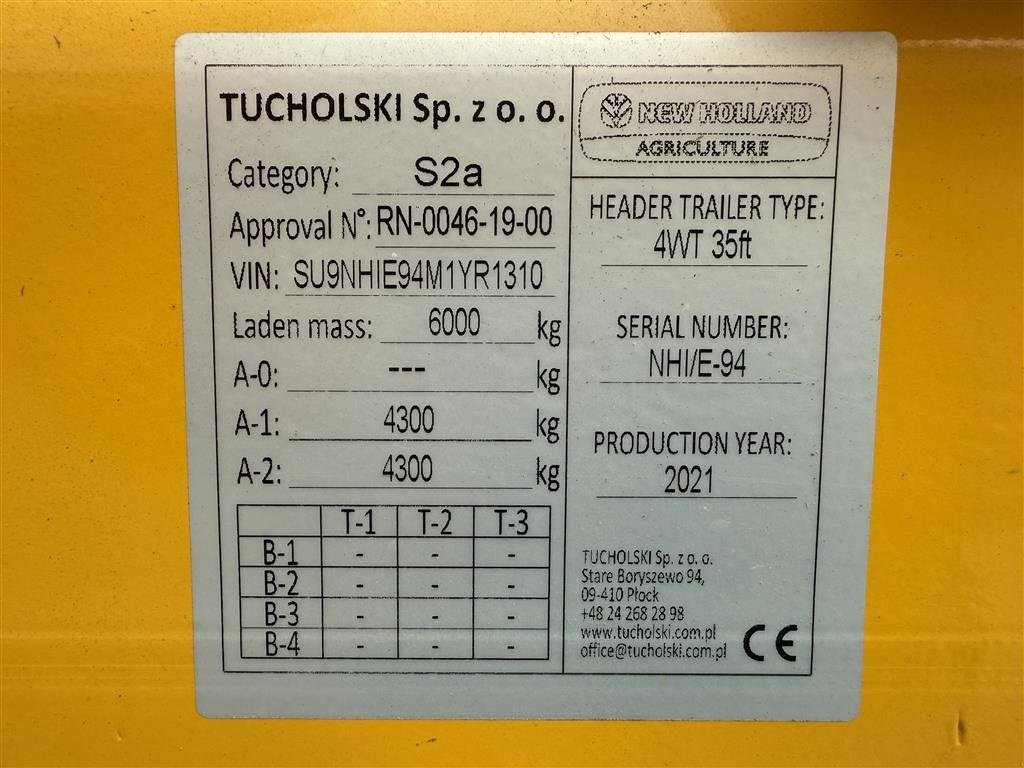 TUCHOLSKI Sp. z o. o.
Category: S2a
Approval N°: RN-0046-19-00
VIN: SU9NHIE94M1YR1310
Laden mass: 6000 kg
A-0: --- kg
A-1: 4300 kg
A-2: 4300 kg
T-1 T-2 T-3
B-1 - - -
B-2 - - -
B-3 - - -
B-4 - - -
NEW HOLLAND
AGRICULTURE
HEADER TRAILER TYPE:
4WT 35ft
SERIAL NUMBER:
NHI/E-94
PRODUCTION YEAR:
2021
TUCHOLSKI Sp. z o. o.
Stare Boryszewo 94,
09-410 Płock
+48 24 268 28 98
www.tucholski.com.pl
office@tucholski.com.pl
CE